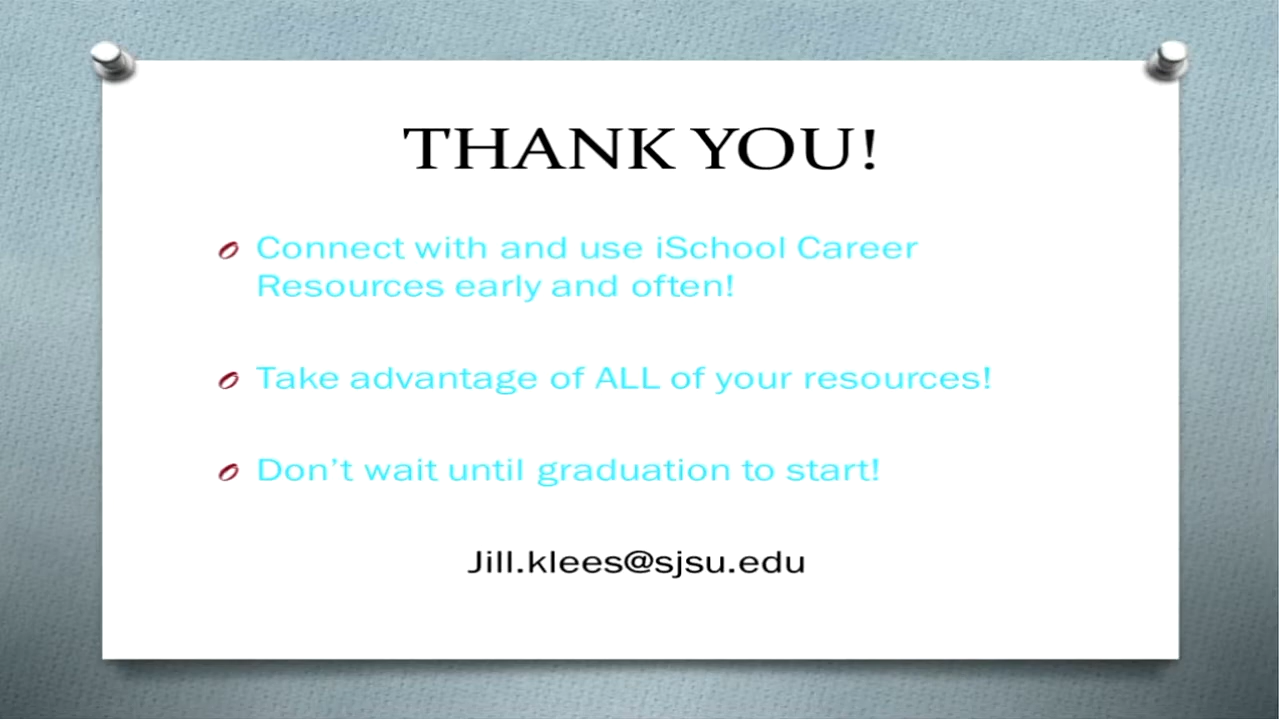 THANK YOU!
Connect with and use iSchool Career
Resources early and often!
Take advantage of ALL of your resources!
Don’t wait until graduation to start!
Jill.klees@sjsu.edu